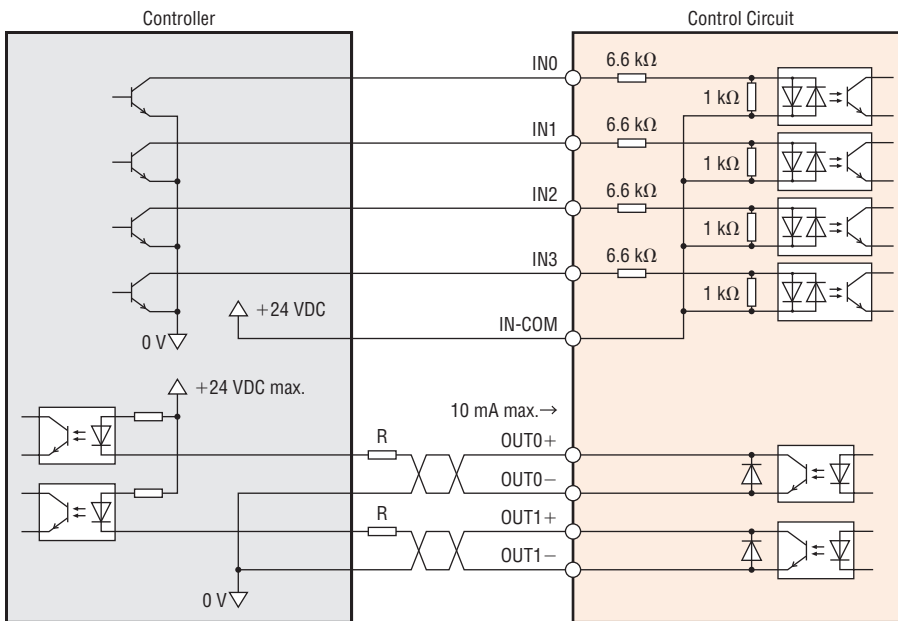 Controller
Control Circuit
IN0
6.6 kΩ
1 kΩ
IN1
6.6 kΩ
1 kΩ
IN2
6.6 kΩ
1 kΩ
IN3
6.6 kΩ
1 kΩ
+24 VDC
IN-COM
0 V
+24 VDC max.
10 mA max.→
R
OUT0+
OUT0−
R
OUT1+
OUT1−
0 V